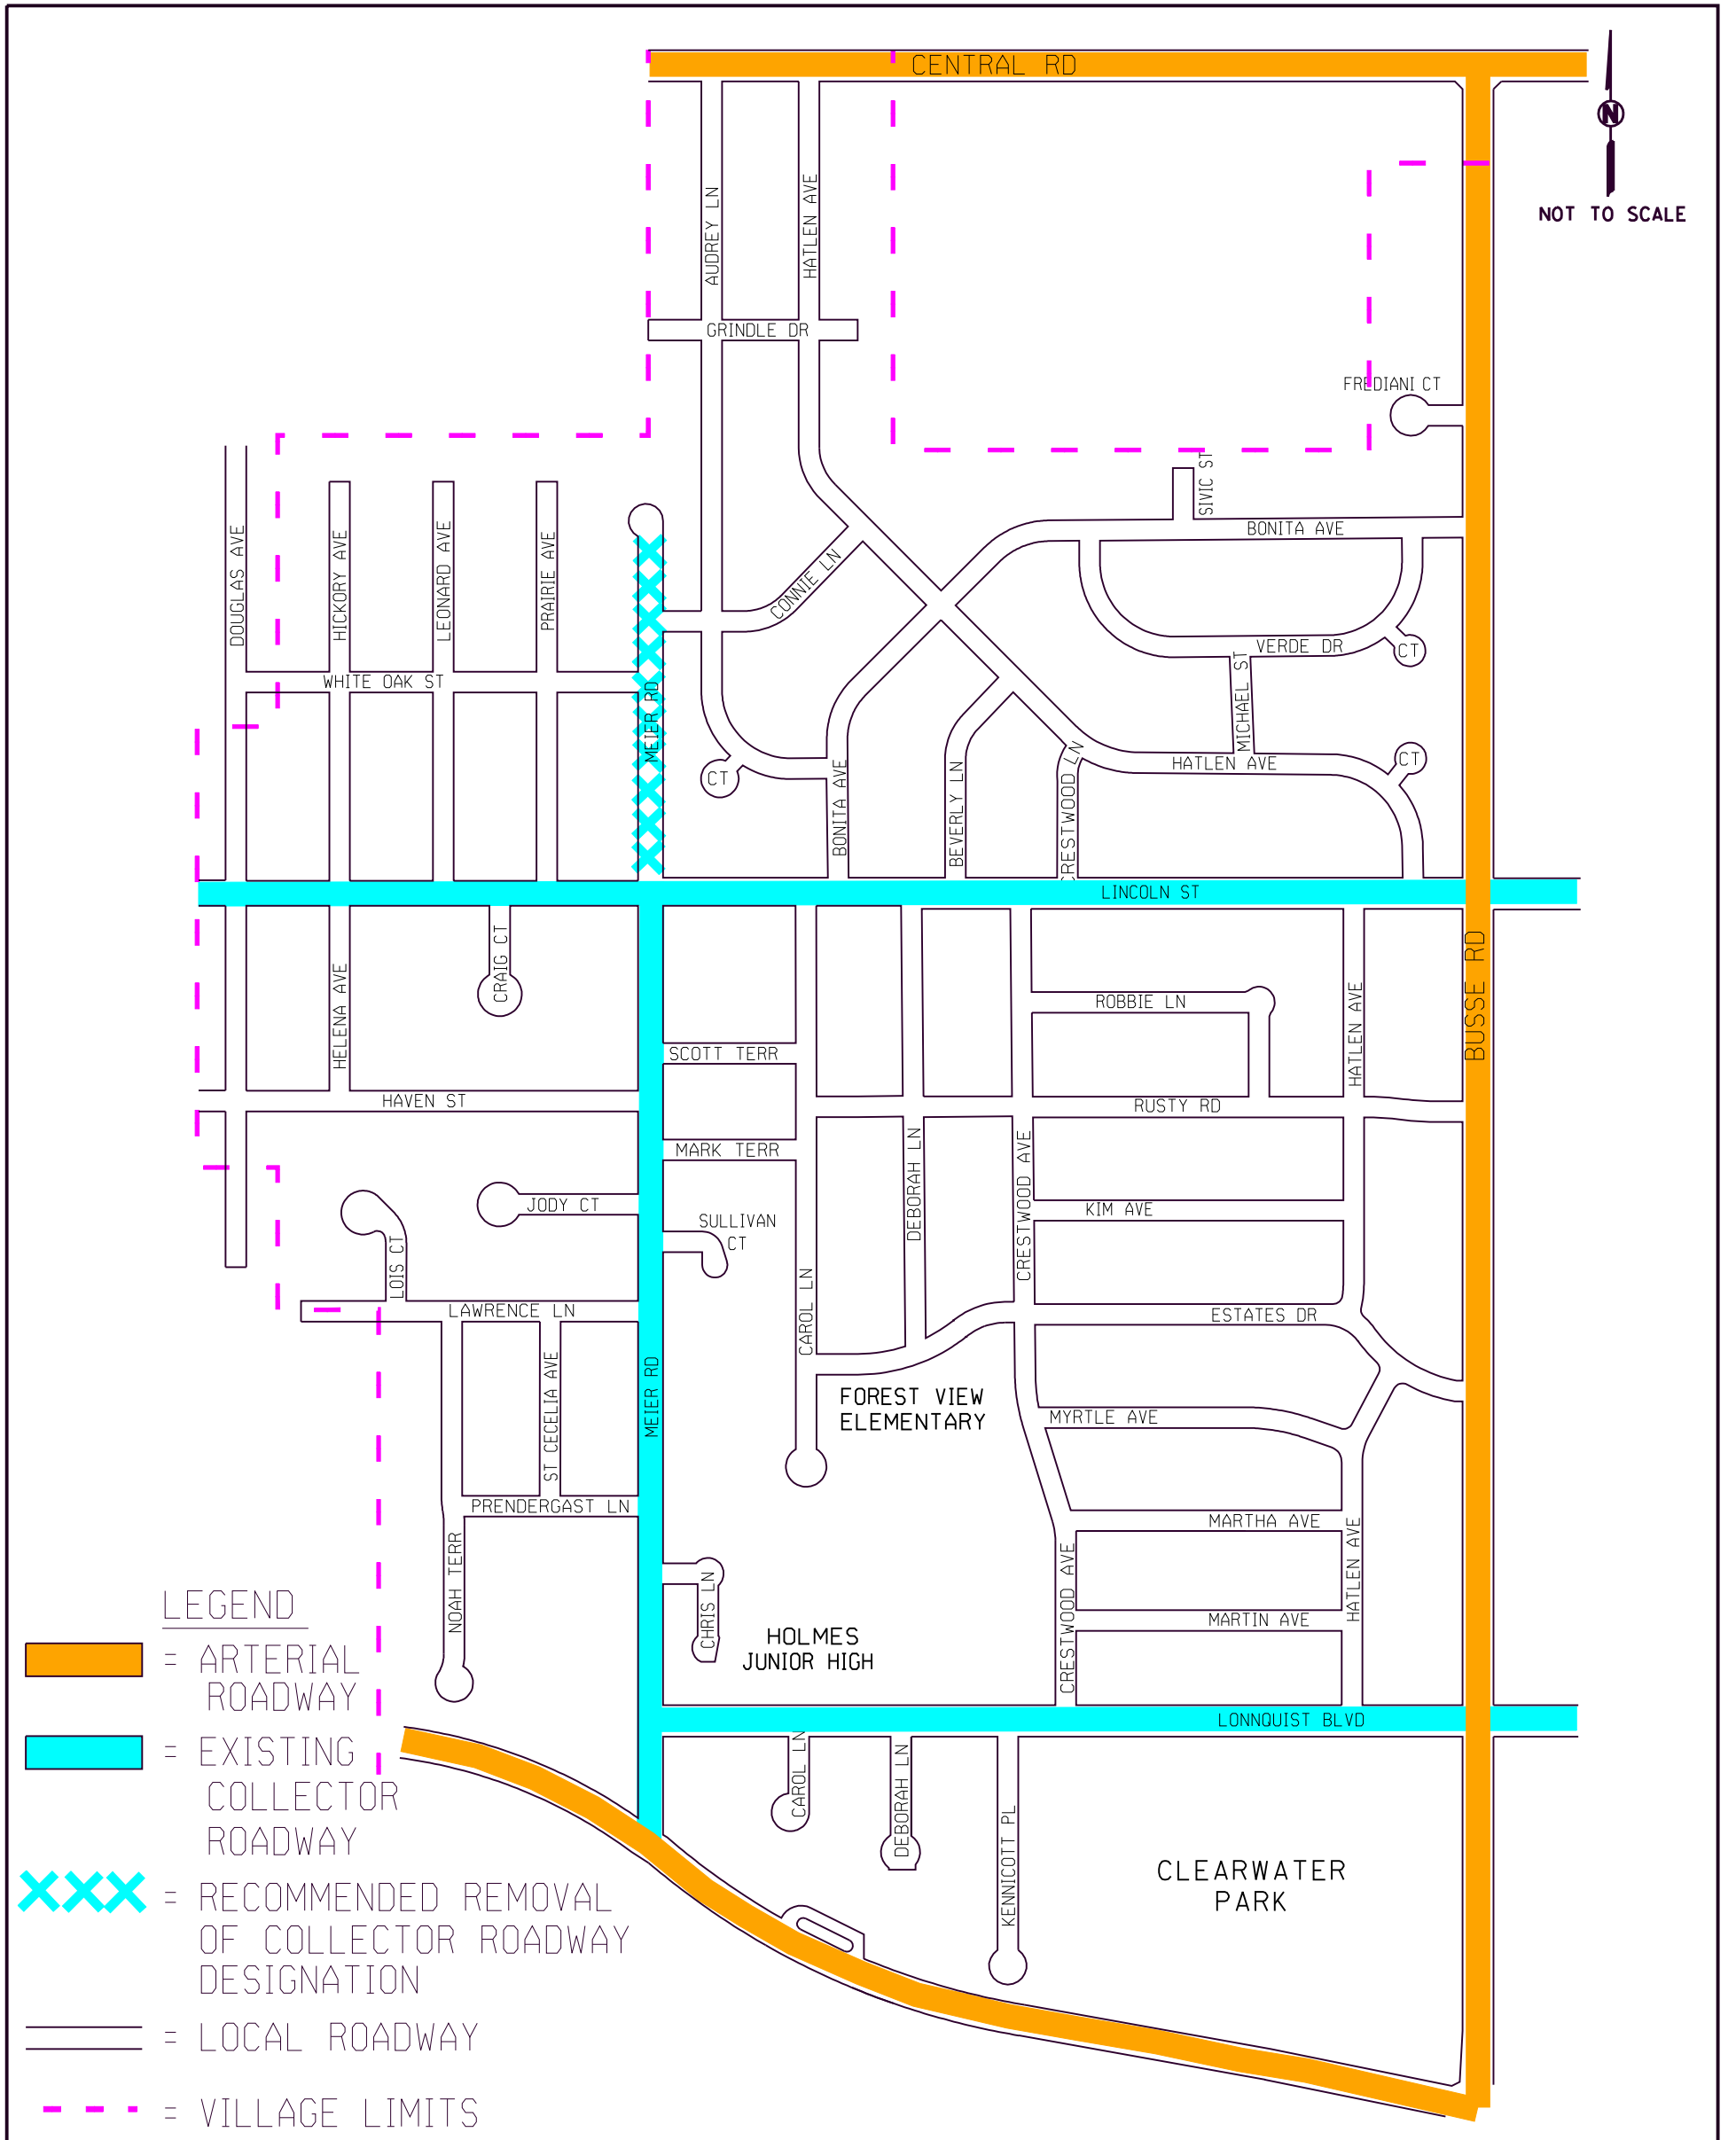 CENTRAL RD
N
NOT TO SCALE
AUDREY LN
HATLEN AVE
GRINDLE DR
FREDIANI CT
SIVIC ST
BONITA AVE
DOUGLAS AVE
HICKORY AVE
LEONARD AVE
PRAIRIE AVE
CONNIE LN
VERDE DR
CT
WHITE OAK ST
MEIER RD
MICHAEL ST
CT
CT
HATLEN AVE
BONITA AVE
BEVERLY LN
CRESTWOOD LN
LINCOLN ST
BUSSE RD
CRAIG CT
HELENA AVE
ROBBIE LN
HATLEN AVE
SCOTT TERR
HAVEN ST
RUSTY RD
MARK TERR
DEBORAH LN
CRESTWOOD AVE
JODY CT
SULLIVAN
CT
KIM AVE
LOIS CT
LAWRENCE LN
CAROL LN
ESTATES DR
ST CECELIA AVE
MEIER RD
FOREST VIEW
ELEMENTARY
MYRTLE AVE
PRENDERGAST LN
MARTHA AVE
NOAH TERR
CHRIS LN
CRESTWOOD AVE
HATLEN AVE
MARTIN AVE
HOLMES
JUNIOR HIGH
LONNQUIST BLVD
CAROL LN
DEBORAH LN
KENNICOTT PL
CLEARWATER
PARK
LEGEND
= ARTERIAL
ROADWAY
= EXISTING
COLLECTOR
ROADWAY
= RECOMMENDED REMOVAL
OF COLLECTOR ROADWAY
DESIGNATION
= LOCAL ROADWAY
= VILLAGE LIMITS